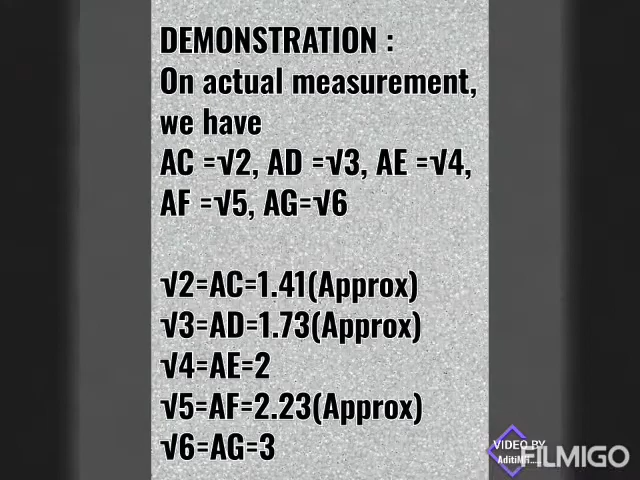 DEMONSTRATION :
On actual measurement,
we have
AC =√2, AD =√3, AE =√4,
AF =√5, AG=√6
√2=AC=1.41(Approx)
√3=AD=1.73(Approx)
√4=AE=2
√5=AF=2.23(Approx)
√6=AG=3
VIDEO BY
FILMIGO